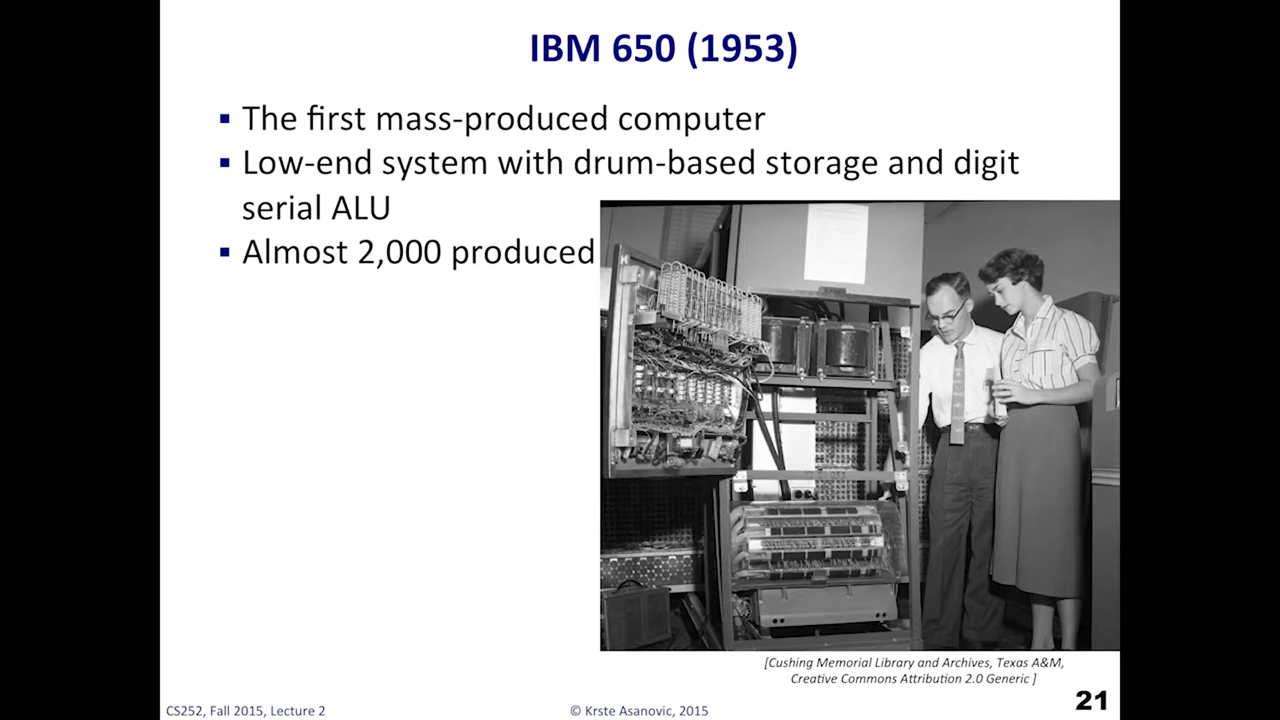 IBM 650 (1953)
▪ The first mass-produced computer
▪ Low-end system with drum-based storage and digit
serial ALU
▪ Almost 2,000 produced
[Cushing Memorial Library and Archives, Texas A&M,
Creative Commons Attribution 2.0 Generic ]
CS252, Fall 2015, Lecture 2
© Krste Asanovic, 2015
21